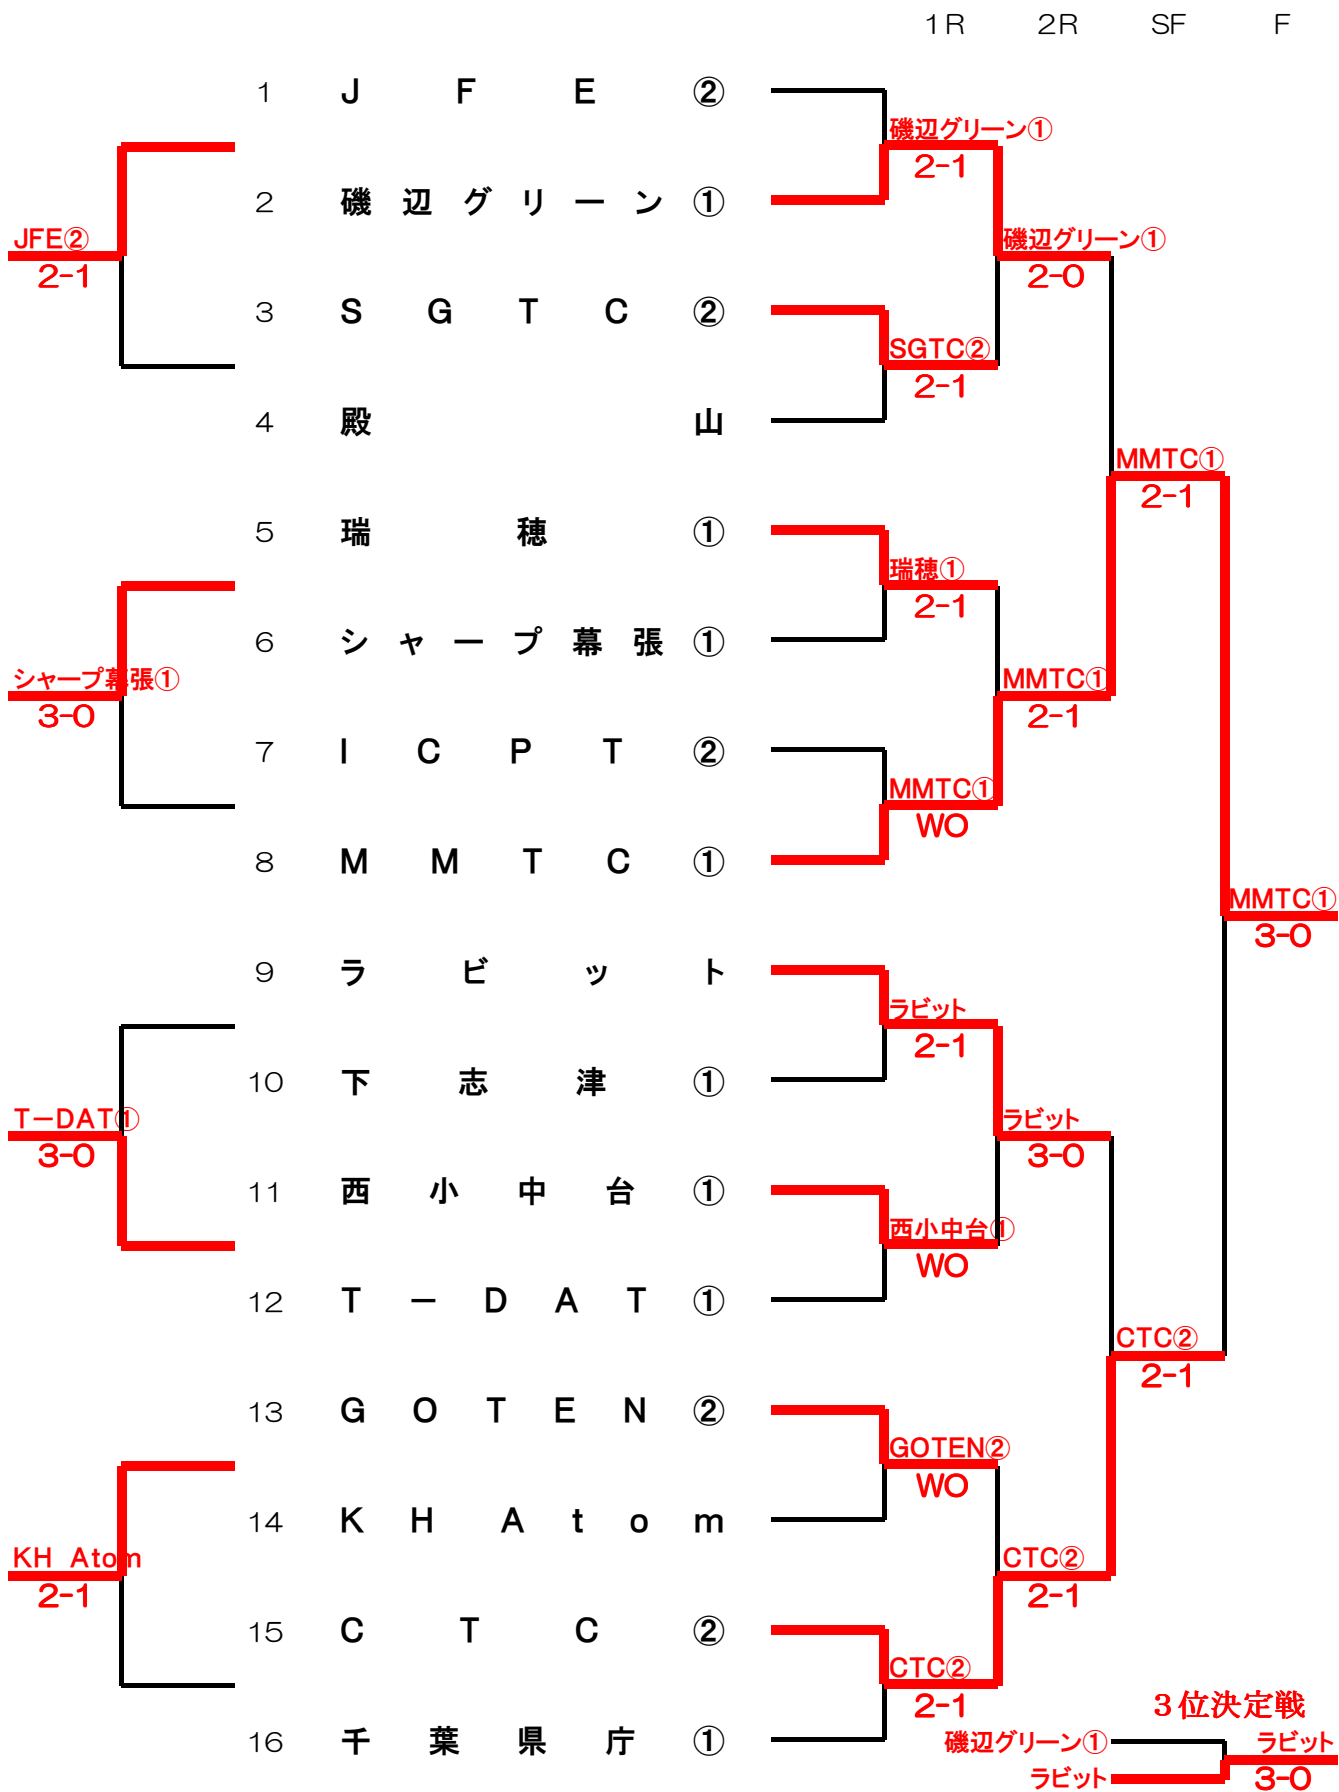 １R ２R SF F
1 J F E ②
磯辺グリーン①
2-1
2 磯辺グリーン ①
JFE②
2-1
磯辺グリーン①
2-0
3 S G T C ②
SGTC②
2-1
4 殿 山
MMTC①
2-1
5 瑞 穂 ①
瑞穂①
2-1
6 シャープ幕張 ①
シャープ幕張①
3-0
MMTC①
2-1
7 I C P T ②
MMTC①
WO
8 M M T C ①
MMTC①
3-0
9 ラ ビ ッ ト
ラビット
2-1
10 下 志 津 ①
T－DAT①
3-0
ラビット
3-0
11 西 小 中 台 ①
西小中台①
WO
12 T － D A T ①
CTC②
2-1
13 G O T E N ②
GOTEN②
WO
14 K H A t o m
KH Atom
2-1
CTC②
2-1
15 C T C ②
CTC②
2-1
３位決定戦
16 千 葉 県 庁 ①
磯辺グリーン①
ラビット
ラビット
3-0